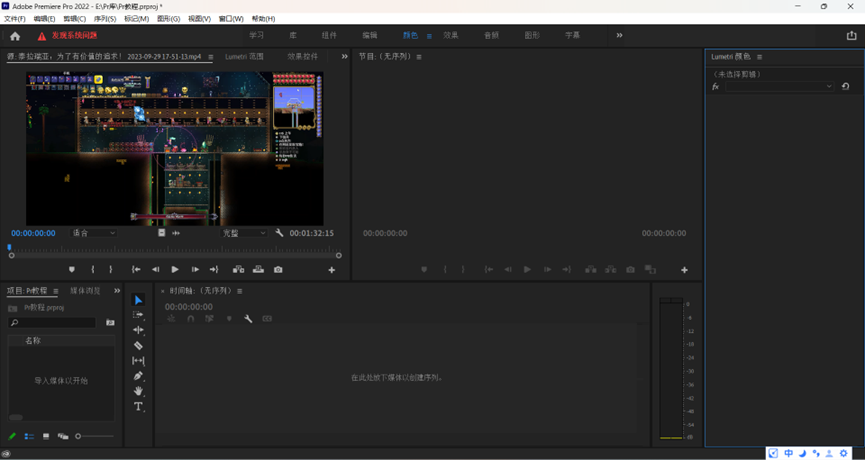 Adobe Premiere Pro 2022 - E:\Pr库\Pr教程.prproj *
文件(F) 编辑(E) 剪辑(C) 序列(S) 标记(M) 图形(G) 视图(V) 窗口(W) 帮助(H)
发现系统问题 学习 库 组件 编辑 颜色 效果 音频 图形 字幕
源: 泰拉瑞亚，为了有价值的追求！ 2023-09-29 17-51-13.mp4 Lumetri 范围 效果控件
节目:（无序列）
Lumetri 颜色
（未选择剪辑）
fx
00:00:00:00 适合 完整 00:01:32:15
00:00:00:00 00:00:00:00
项目: Pr教程 媒体浏览
Pr教程.prproj
名称
导入媒体以开始
时间轴:（无序列）
00:00:00:00
在此处放下媒体以创建序列。
0
-6
-12
-18
-24
-30
-36
-42
-48
-54
中